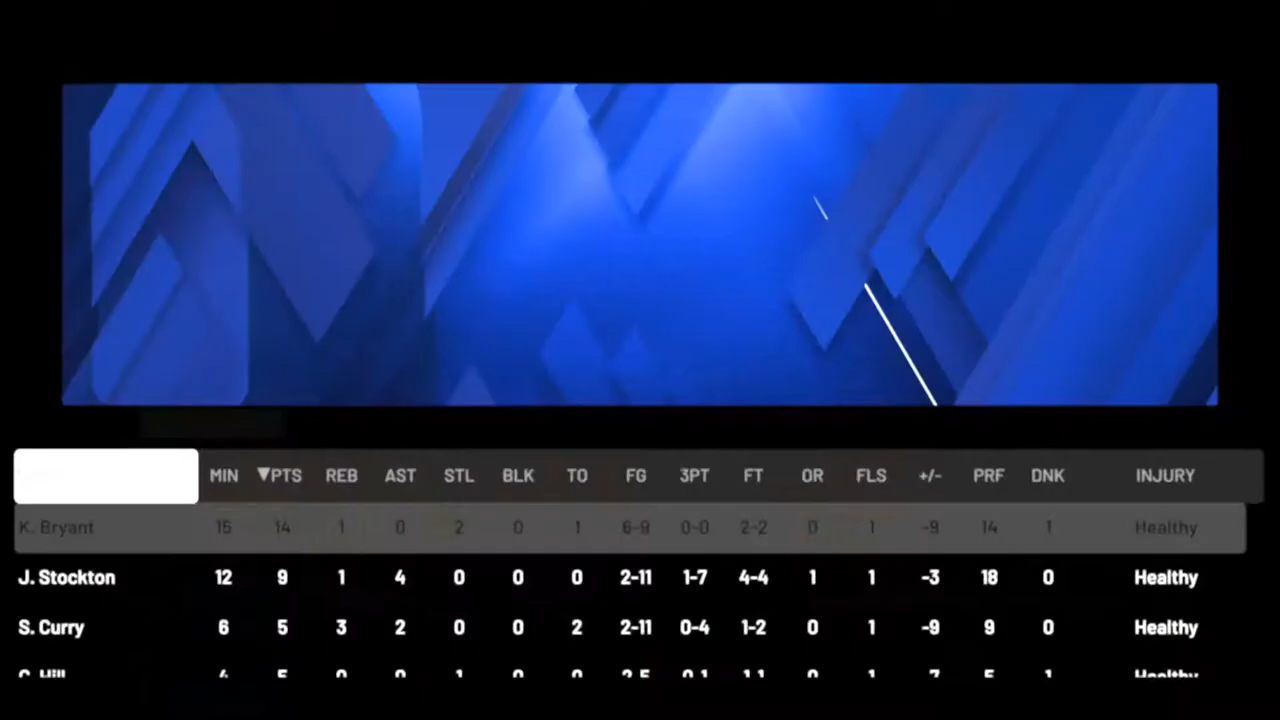 MIN ▼PTS REB AST STL BLK TO FG 3PT FT OR FLS +/- PRF DNK INJURY
K. Bryant 15 14 1 0 2 0 1 6-9 0-0 2-2 0 1 -9 14 1 Healthy
J. Stockton 12 9 1 4 0 0 0 2-11 1-7 4-4 1 1 -3 18 0 Healthy
S. Curry 6 5 3 2 0 0 2 2-11 0-4 1-2 0 1 -9 9 0 Healthy